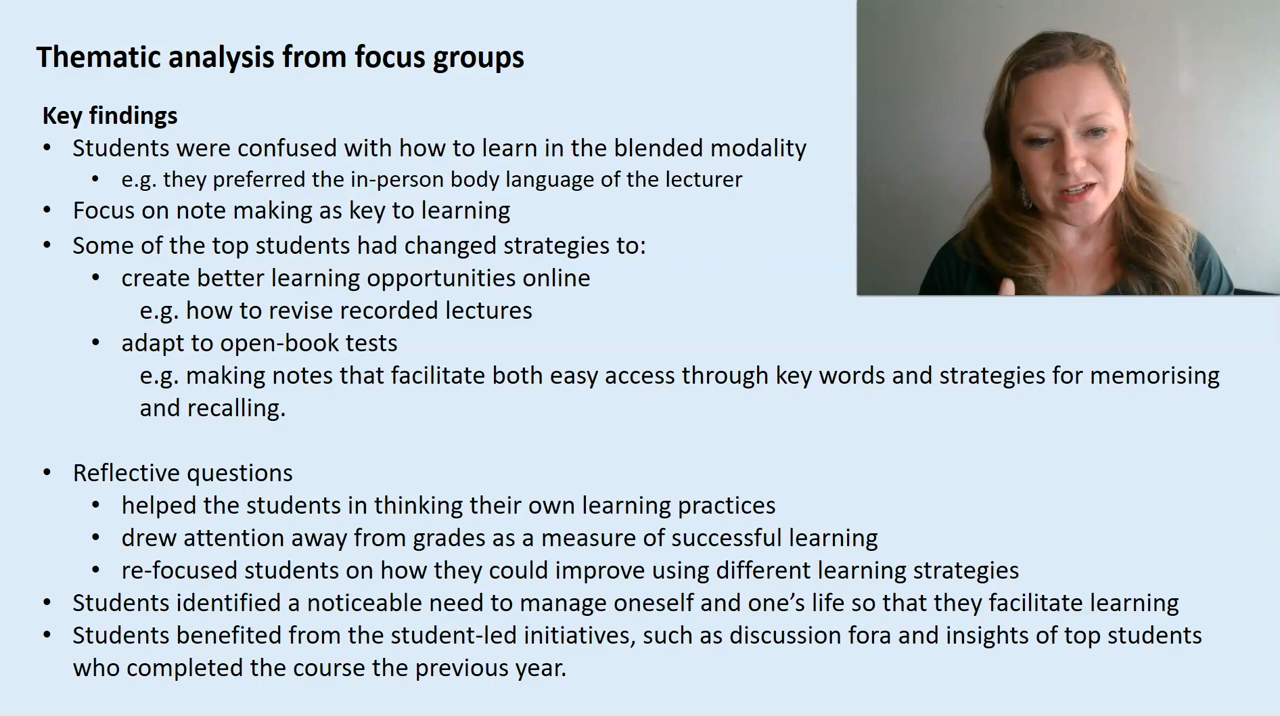 Thematic analysis from focus groups
Key findings
• Students were confused with how to learn in the blended modality
• e.g. they preferred the in-person body language of the lecturer
• Focus on note making as key to learning
• Some of the top students had changed strategies to:
• create better learning opportunities online
e.g. how to revise recorded lectures
• adapt to open-book tests
e.g. making notes that facilitate both easy access through key words and strategies for memorising
and recalling.
• Reflective questions
• helped the students in thinking their own learning practices
• drew attention away from grades as a measure of successful learning
• re-focused students on how they could improve using different learning strategies
• Students identified a noticeable need to manage oneself and one's life so that they facilitate learning
• Students benefited from the student-led initiatives, such as discussion fora and insights of top students
who completed the course the previous year.